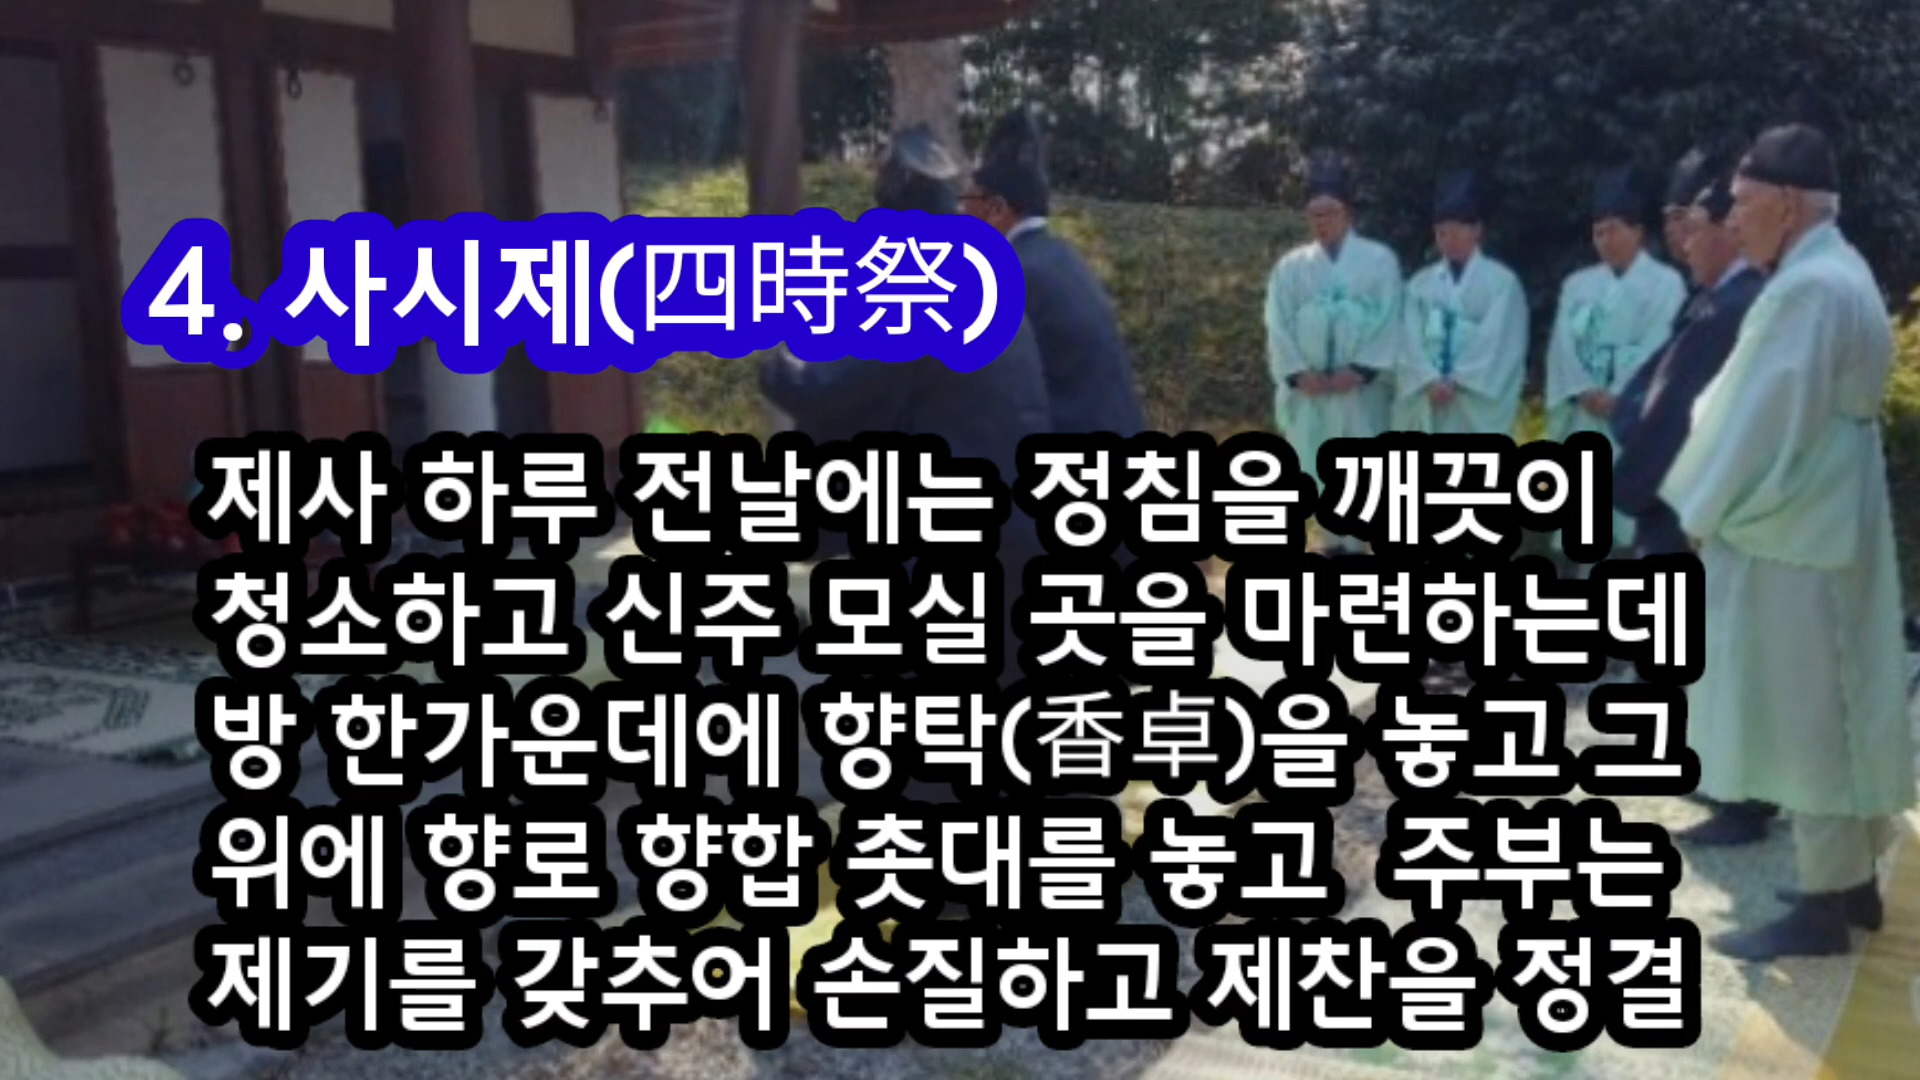 4. 사시제(四時祭)
제사 하루 전날에는 정침을 깨끗이
청소하고 신주 모실 곳을 마련하는데
방 한가운데에 향탁(香卓)을 놓고 그
위에 향로 향합 촛대를 놓고 주부는
제기를 갖추어 손질하고 제찬을 정결